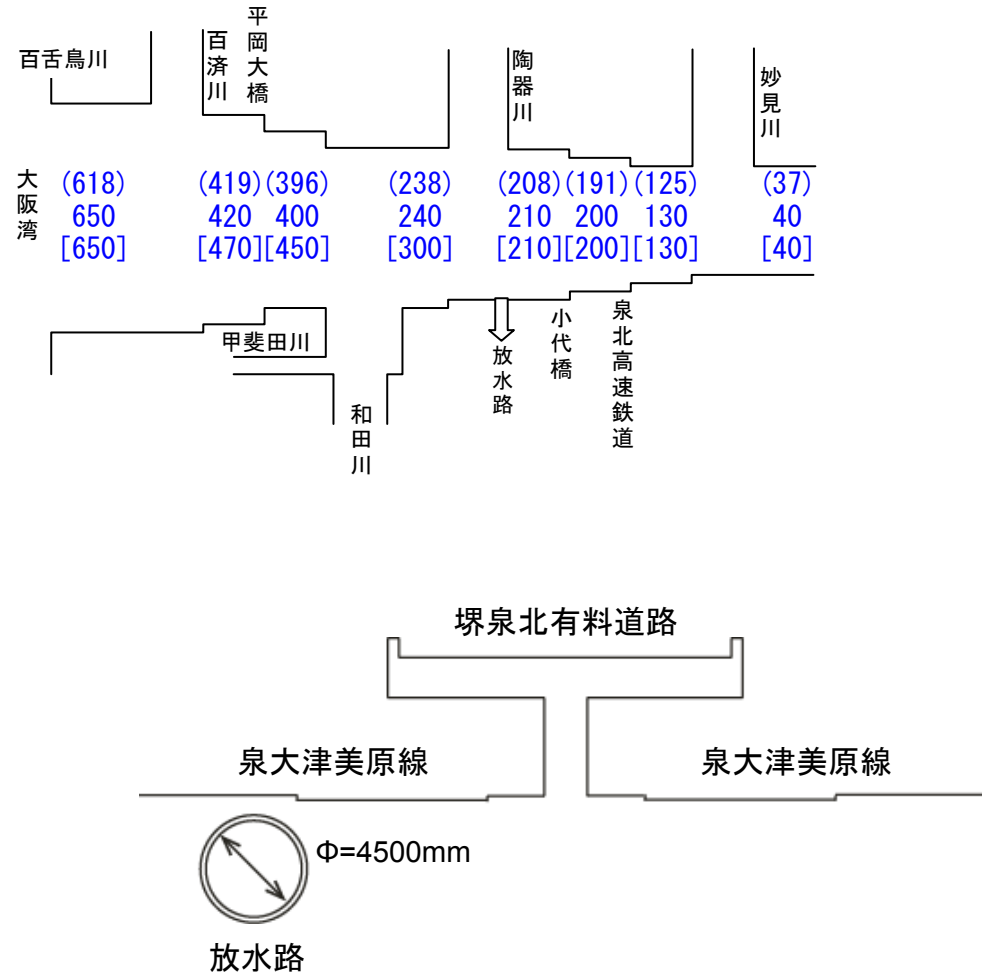 百舌鳥川
百済川
平岡大橋
陶器川
妙見川
大阪湾
(618)
650
[650]
(419)
420
[470]
(396)
400
[450]
(238)
240
[300]
(208)
210
[210]
(191)
200
[200]
(125)
130
[130]
(37)
40
[40]
甲斐田川
和田川
放水路
小代橋
泉北高速鉄道
堺泉北有料道路
泉大津美原線
泉大津美原線
Φ=4500mm
放水路